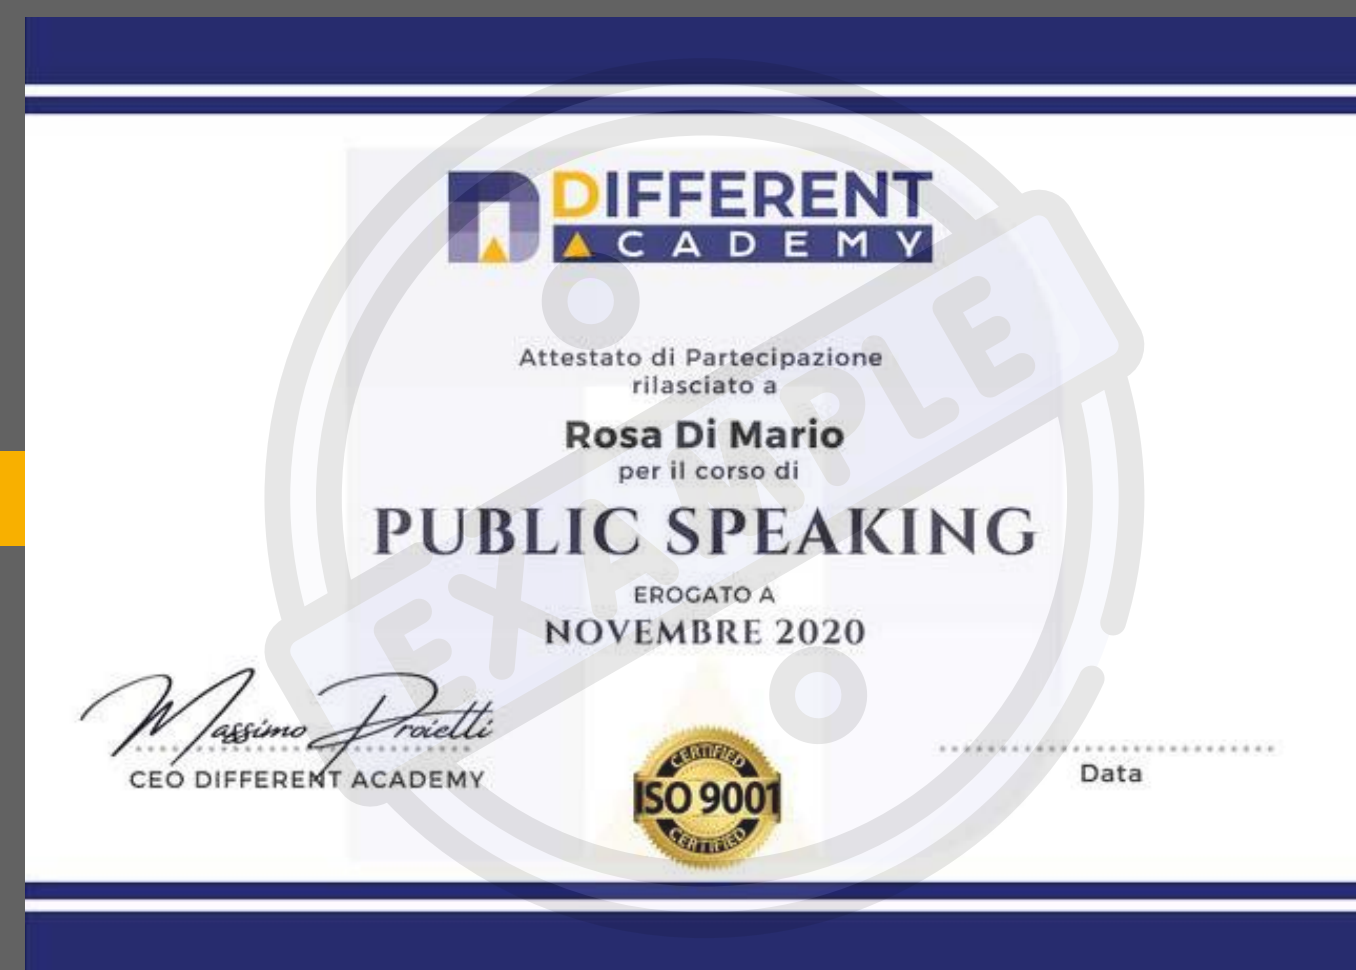 DIFFERENT
ACADEMY
Attestato di Partecipazione
rilasciato a
Rosa Di Mario
per il corso di
PUBLIC SPEAKING
EROGATO A
NOVEMBRE 2020
EXAMPLE
Massimo Proietti
CEO DIFFERENT ACADEMY
CERTIFIED
ISO 9001
CERTIFIED
Data